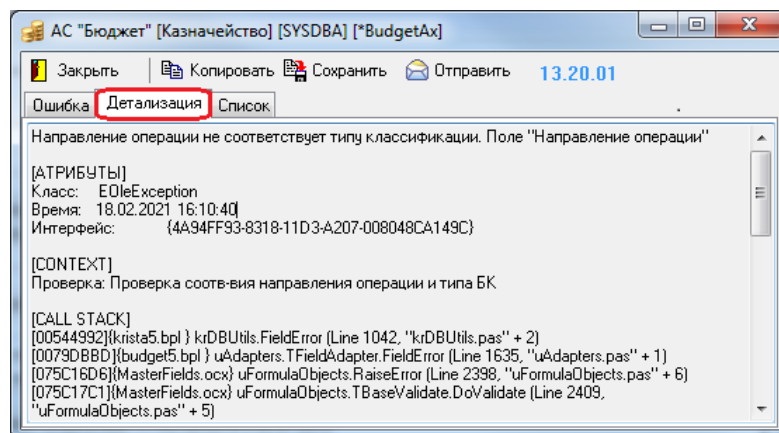 АС "Бюджет" [Казначейство] [SYSDBA] [*BudgetAx]
Закрыть Копировать Сохранить Отправить 13.20.01
Ошибка Детализация Список
Направление операции не соответствует типу классификации. Поле "Направление операции"
[АТРИБУТЫ]
Класс: EOleException
Время: 18.02.2021 16:10:40
Интерфейс: {4A94FF93-8318-11D3-A207-008048CA149C}
[CONTEXT]
Проверка: Проверка соотв-вия направления операции и типа БК
[CALL STACK]
[00544992]{krista5.bpl } krDBUtils.FieldError (Line 1042, "krDBUtils.pas" + 2)
[0079DBBD]{budget5.bpl } uAdapters.TFieldAdapter.FieldError (Line 1635, "uAdapters.pas" + 1)
[075C16D6]{MasterFields.ocx} uFormulaObjects.RaiseError (Line 2398, "uFormulaObjects.pas" + 6)
[075C17C1]{MasterFields.ocx} uFormulaObjects.TBaseValidate.DoValidate (Line 2409,
"uFormulaObjects.pas" + 5)